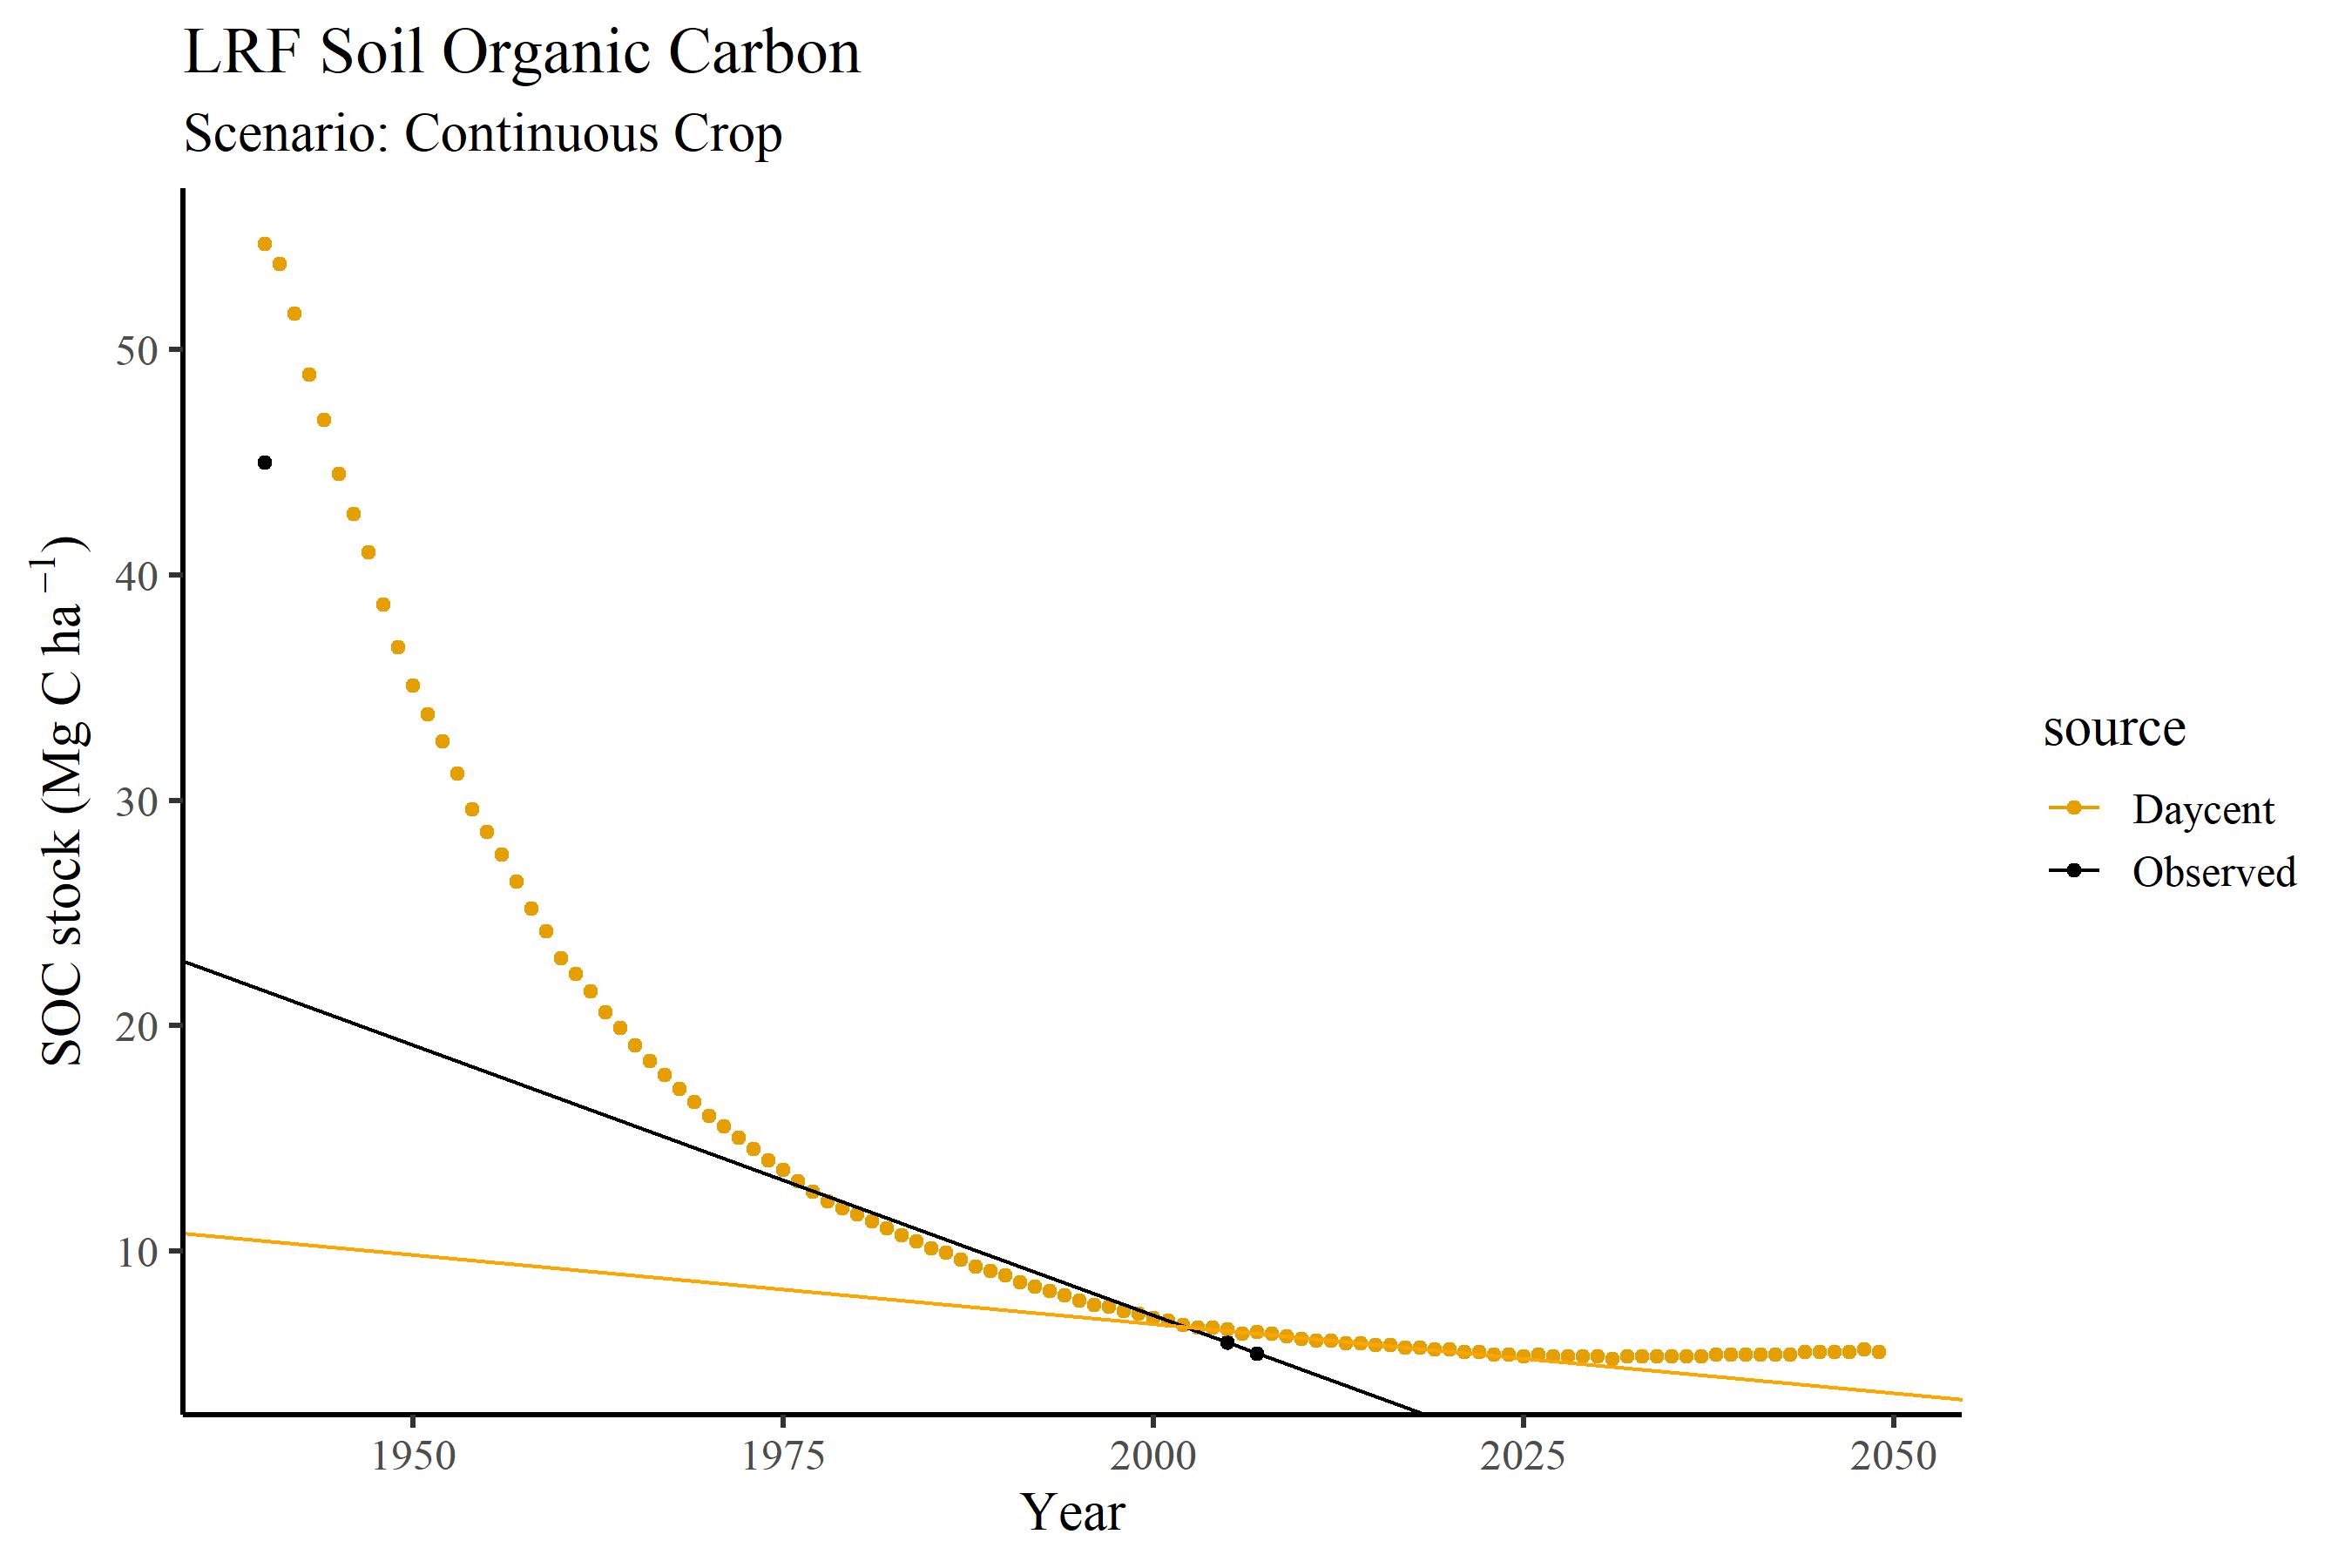 LRF Soil Organic Carbon
Scenario: Continuous Crop
SOC stock (Mg C ha ⁻¹)
50
40
30
20
10
1950 1975 2000 2025 2050
Year
source
Daycent
Observed